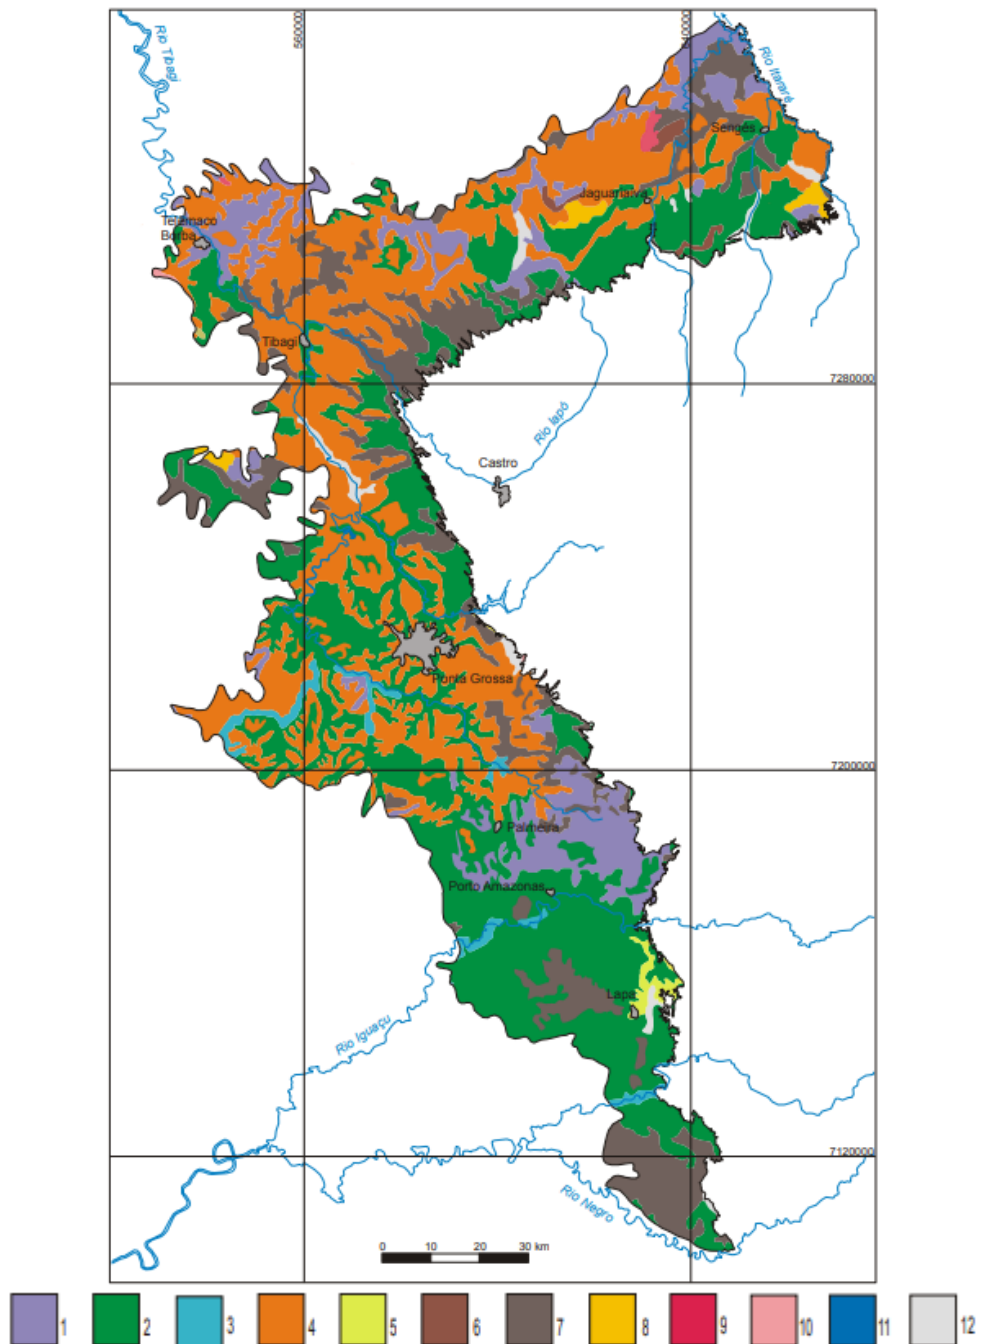 560000
640000
Rio Tibagi
Rio Itararé
Sengés
Jaguariaíva
Telêmaco
Borba
Tibagi
7280000
Rio Iapó
Castro
Ponta Grossa
7200000
Palmeira
Porto Amazonas
Lapa
Rio Iguaçu
7120000
Rio Negro
0 10 20 30 km
1 2 3 4 5 6 7 8 9 10 11 12